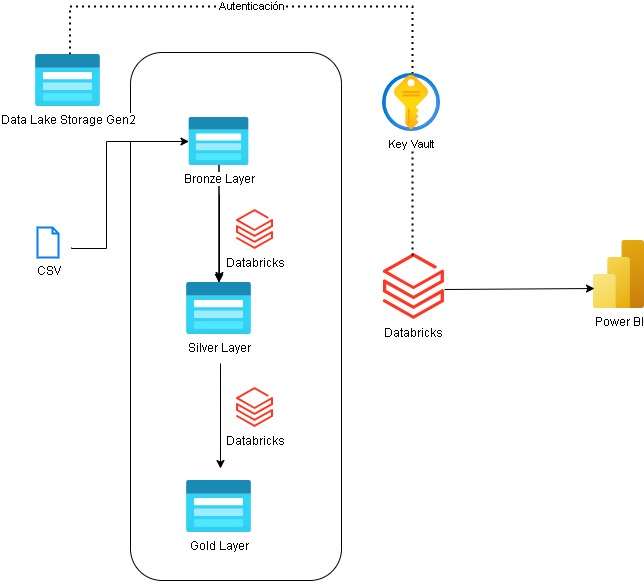 Autenticación
Data Lake Storage Gen2
Key Vault
Bronze Layer
CSV
Databricks
Silver Layer
Databricks
Power BI
Databricks
Gold Layer